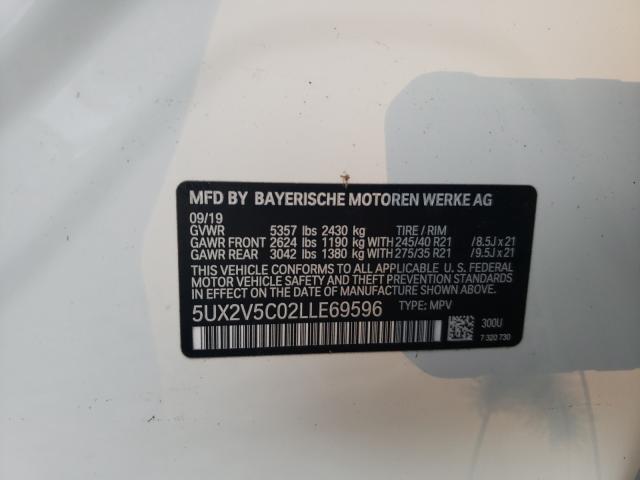 MFD BY BAYERISCHE MOTOREN WERKE AG
09/19
GVWR 5357 lbs 2430 kg TIRE / RIM
GAWR FRONT 2624 lbs 1190 kg WITH 245/40 R21 /8.5J x 21
GAWR REAR 3042 lbs 1380 kg WITH 275/35 R21 /9.5J x 21
THIS VEHICLE CONFORMS TO ALL APPLICABLE U. S. FEDERAL
MOTOR VEHICLE SAFETY, BUMPER, AND THEFT PREVENTION
STANDARDS IN EFFECT ON THE DATE OF MANUFACTURE SHOWN ABOVE.
5UX2V5C02LLE69596 TYPE: MPV
300U
7 320 730